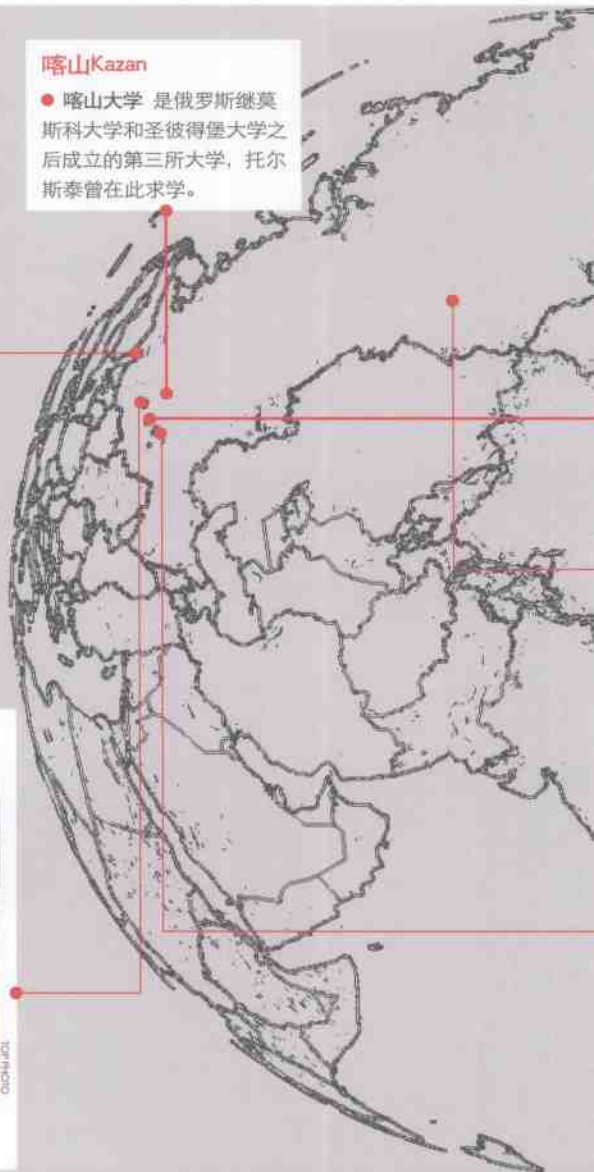 喀山Kazan
● 喀山大学 是俄罗斯继莫
斯科大学和圣彼得堡大学之
后成立的第三所大学，托尔
斯泰曾在此求学。
TOP PHOTO